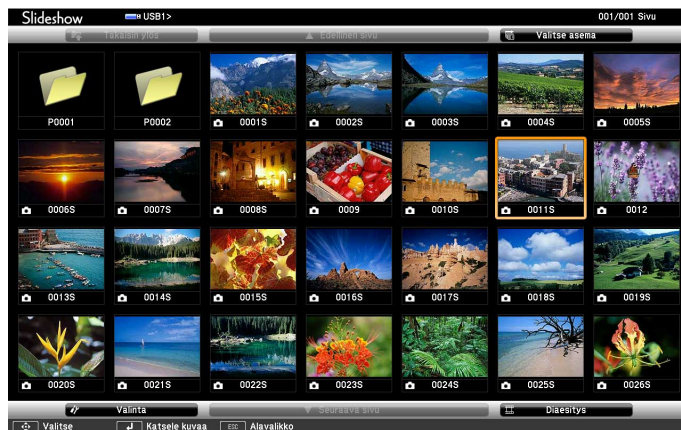 Slideshow USB1> 001/001 Sivu
Takaisin ylös Edellinen sivu Valitse asema
P0001 P0002 0001S 0002S 0003S 0004S 0005S
0006S 0007S 0008S 0009 0010S 0011S 0012
0013S 0014S 0015S 0016S 0017S 0018S 0019S
0020S 0021S 0022S 0023S 0024S 0025S 0026S
Valinta Seuraava sivu Diaesitys
Valitse Katsele kuvaa ESC Alavalikko